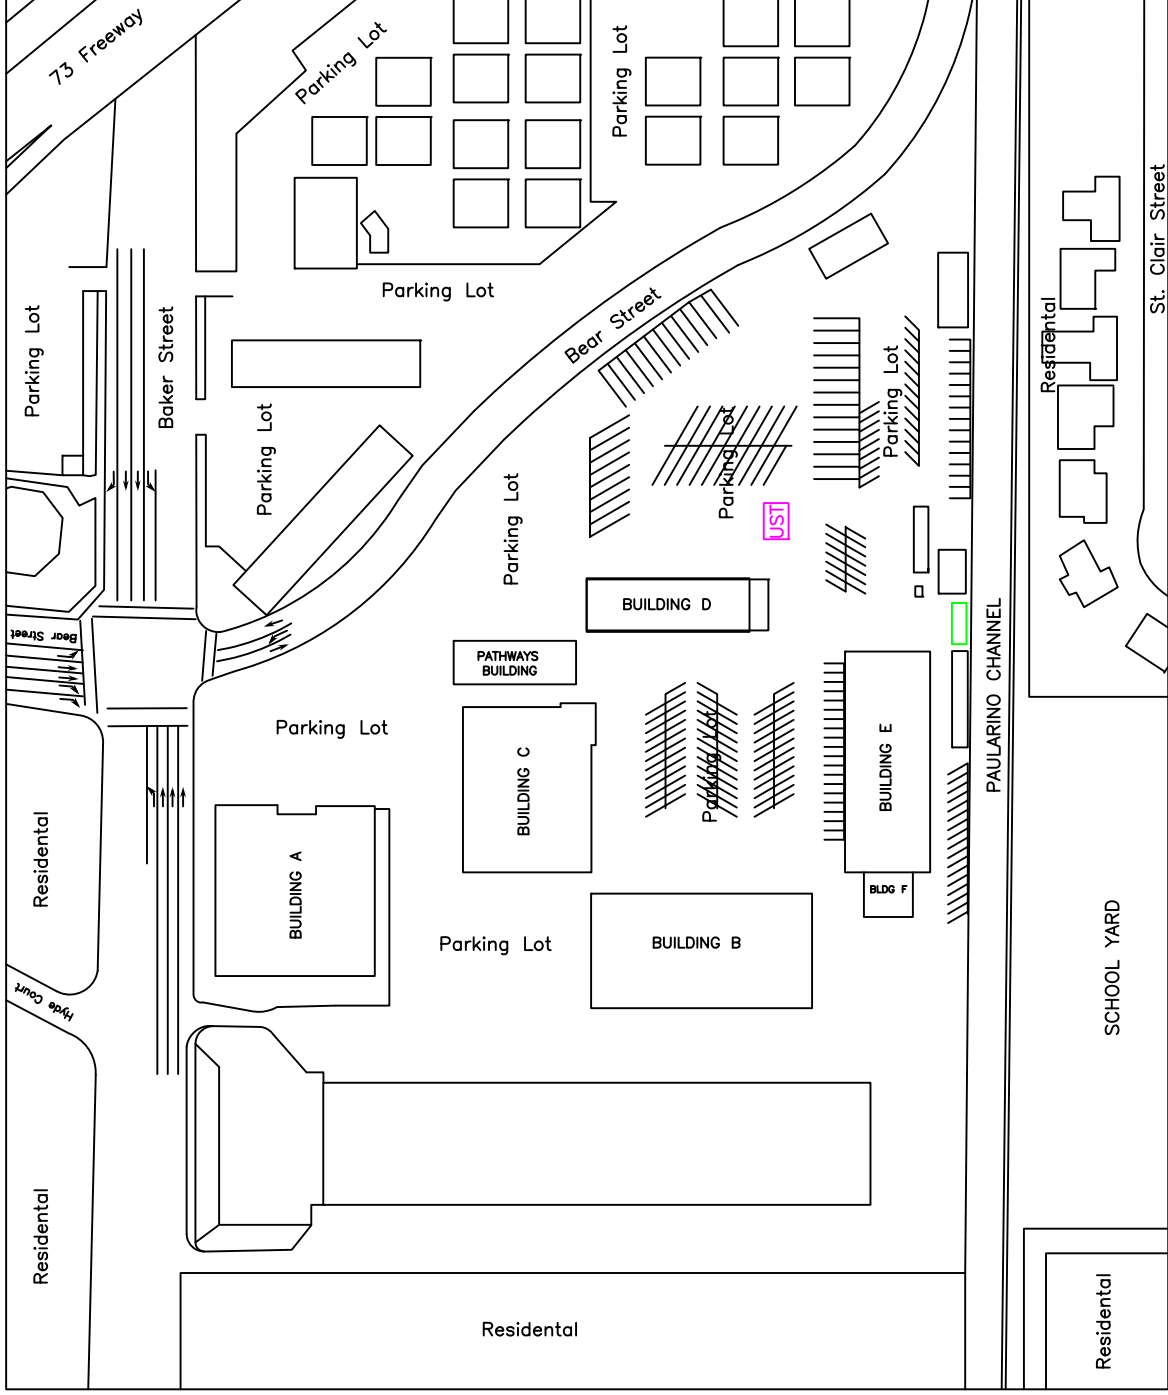 73 Freeway
Parking Lot
Parking Lot
St. Clair Street
Parking Lot
Parking Lot
Baker Street
Bear Street
Residental
Parking Lot
Parking Lot
Parking Lot
Parking Lot
UST
BUILDING D
Bear Street
PATHWAYS
BUILDING
PAULARINO CHANNEL
Parking Lot
Parking Lot
BUILDING C
BUILDING E
BLDG F
Residental
BUILDING A
Parking Lot
BUILDING B
SCHOOL YARD
Hyde Court
Residental
Residental
Residental